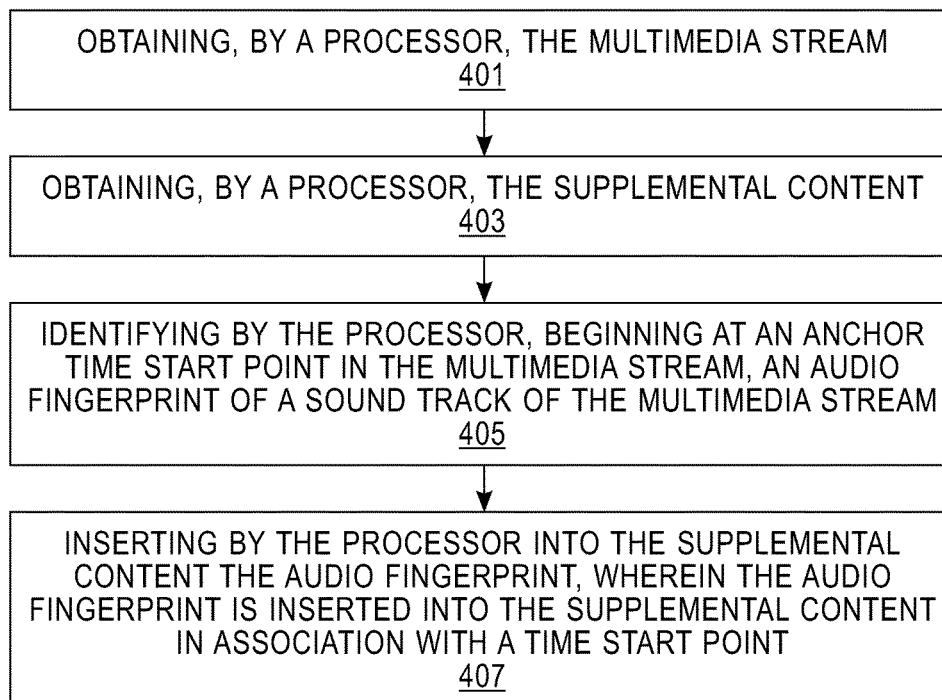 OBTAINING, BY A PROCESSOR, THE MULTIMEDIA STREAM
401
OBTAINING, BY A PROCESSOR, THE SUPPLEMENTAL CONTENT
403
IDENTIFYING BY THE PROCESSOR, BEGINNING AT AN ANCHOR
TIME START POINT IN THE MULTIMEDIA STREAM, AN AUDIO
FINGERPRINT OF A SOUND TRACK OF THE MULTIMEDIA STREAM
405
INSERTING BY THE PROCESSOR INTO THE SUPPLEMENTAL
CONTENT THE AUDIO FINGERPRINT, WHEREIN THE AUDIO
FINGERPRINT IS INSERTED INTO THE SUPPLEMENTAL CONTENT
IN ASSOCIATION WITH A TIME START POINT
407